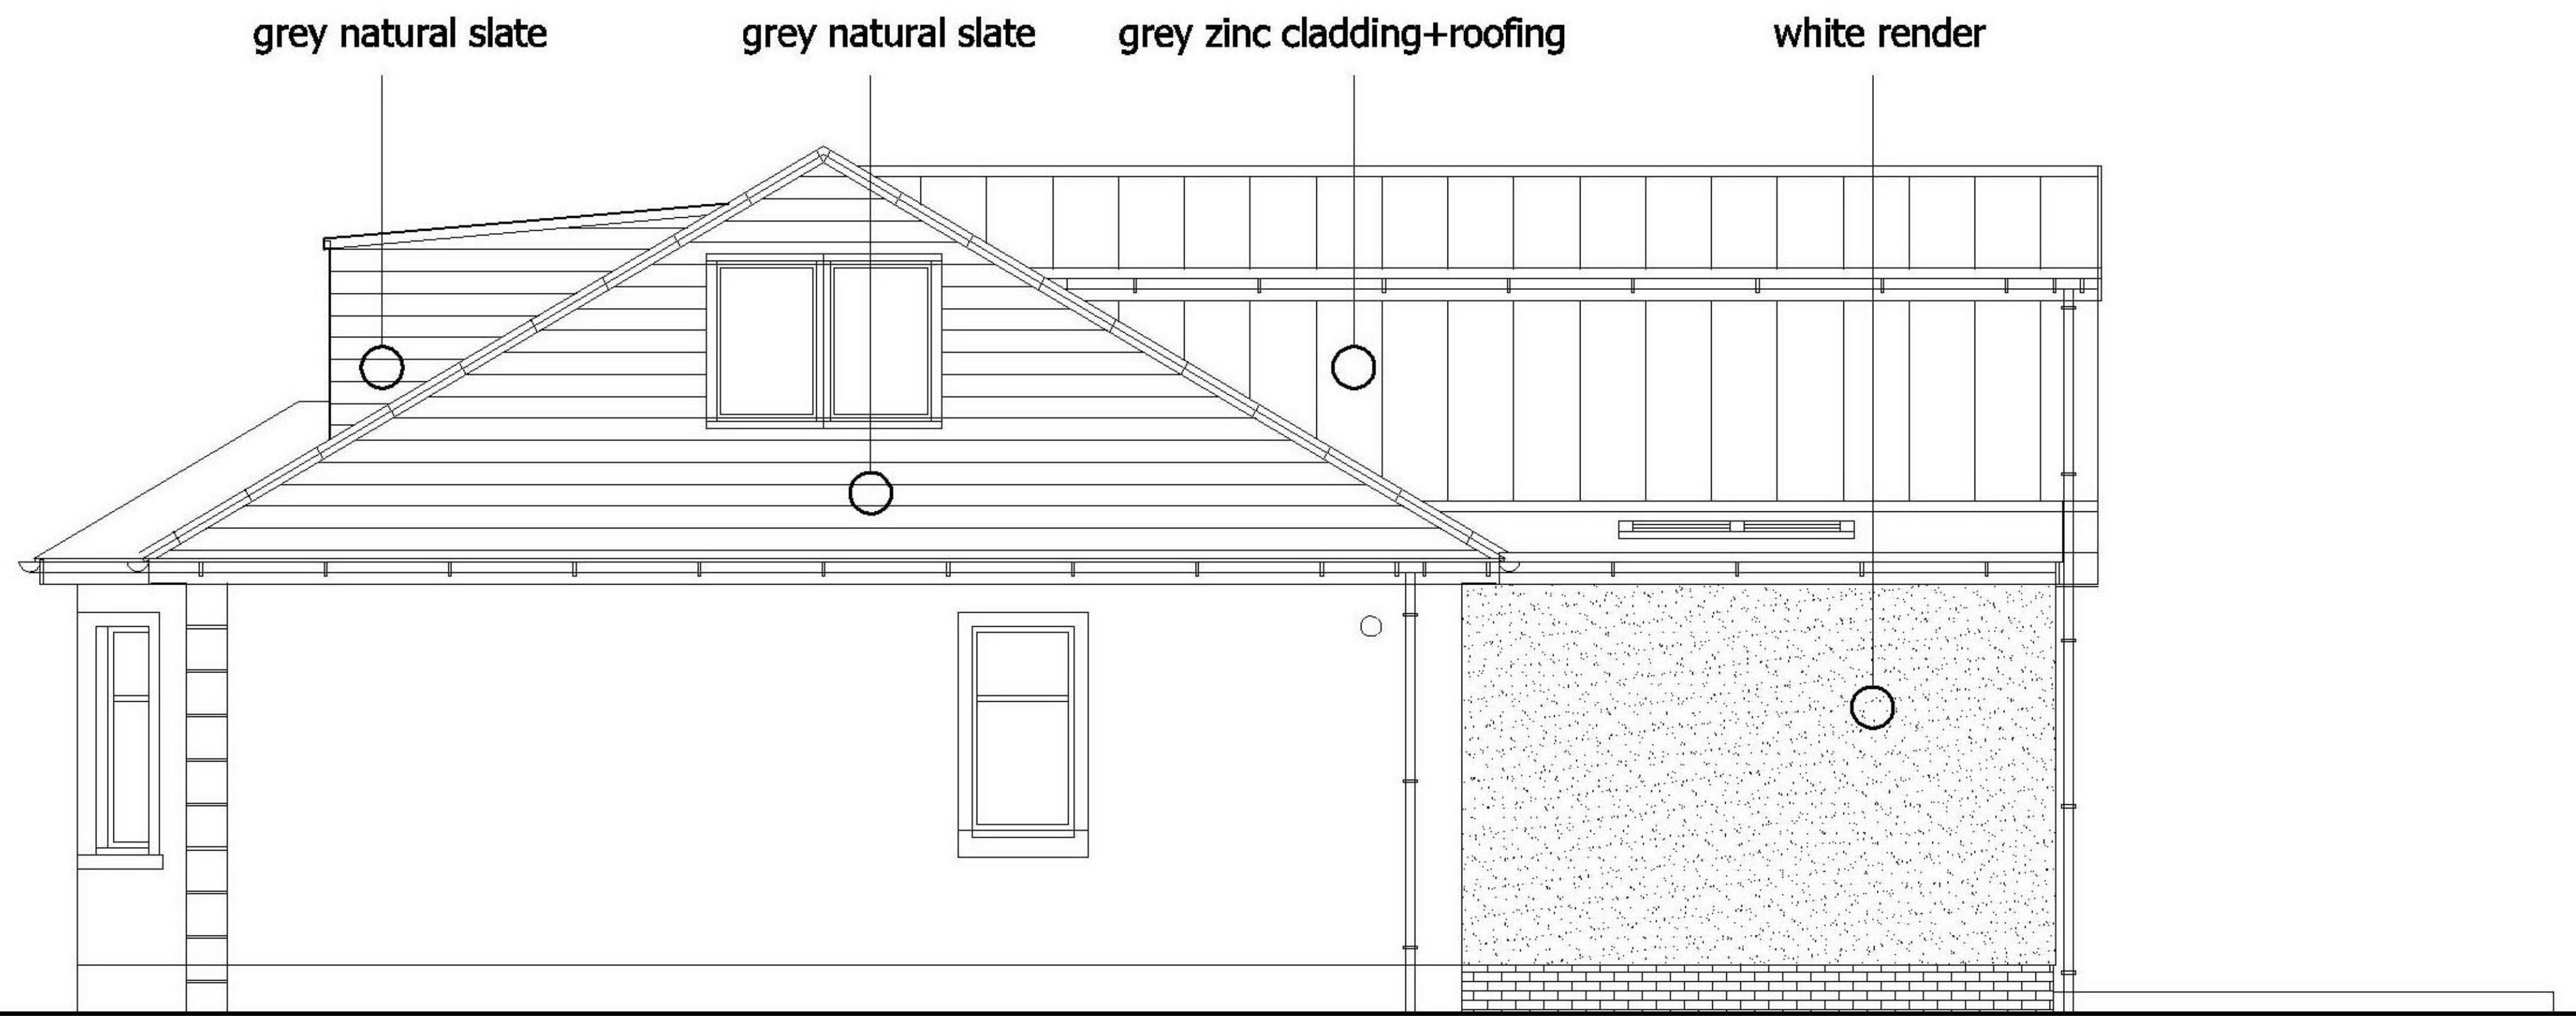 grey natural slate
grey natural slate
grey zinc cladding+roofing
white render